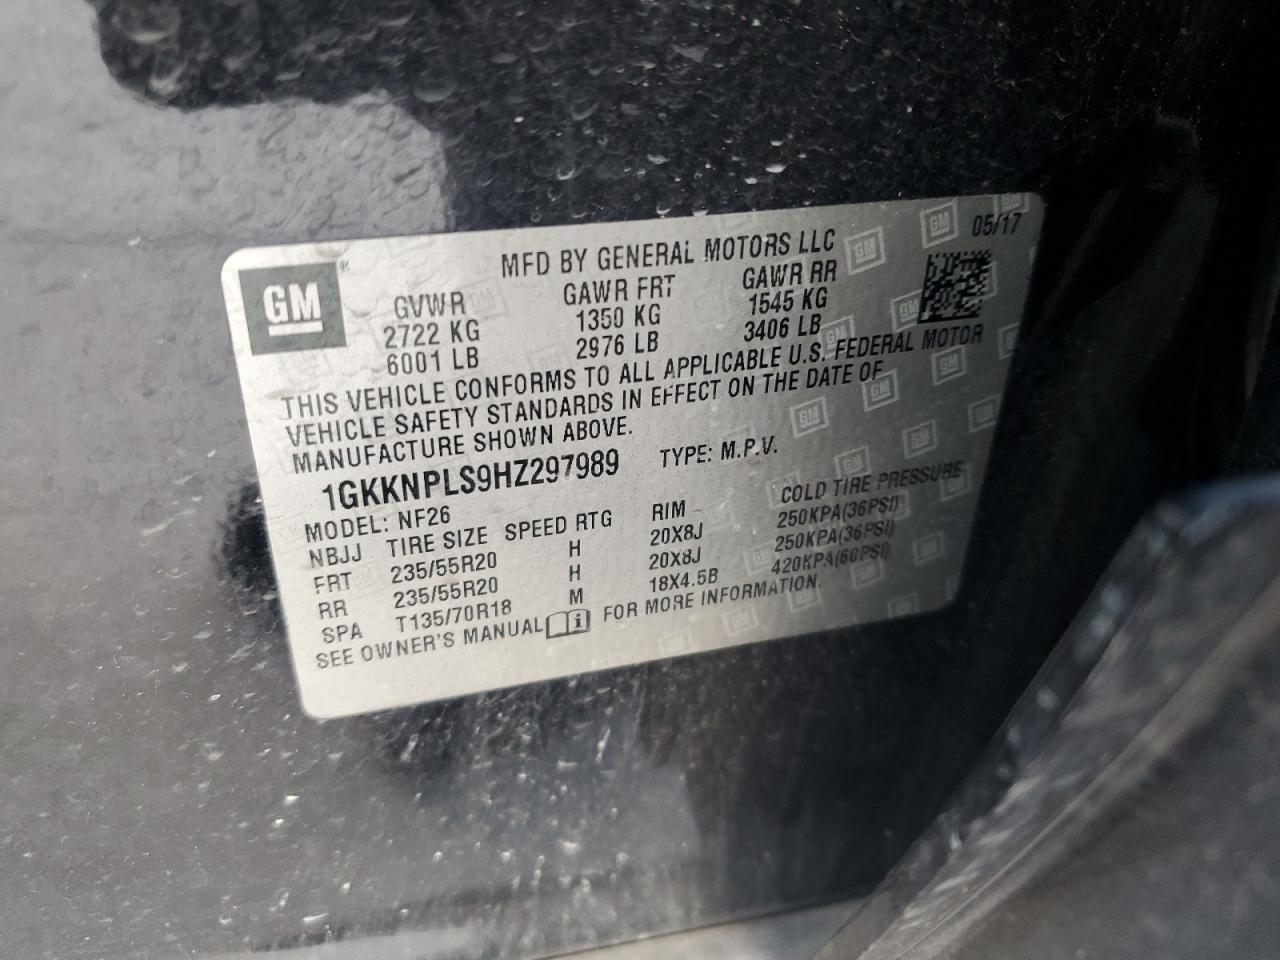 MFD BY GENERAL MOTORS LLC 05/17
GM ®
GVWR GAWR FRT GAWR RR
2722 KG 1350 KG 1545 KG
6001 LB 2976 LB 3406 LB
THIS VEHICLE CONFORMS TO ALL APPLICABLE U.S. FEDERAL MOTOR
VEHICLE SAFETY STANDARDS IN EFFECT ON THE DATE OF
MANUFACTURE SHOWN ABOVE.
1GKKNPLS9HZ297989 TYPE: M.P.V.
MODEL: NF26
NBJJ TIRE SIZE SPEED RTG RIM COLD TIRE PRESSURE
FRT 235/55R20 H 20X8J 250KPA(36PSI)
RR 235/55R20 H 20X8J 250KPA(36PSI)
SPA T135/70R18 M 18X4.5B 420KPA(60PSI)
SEE OWNER'S MANUAL i FOR MORE INFORMATION.